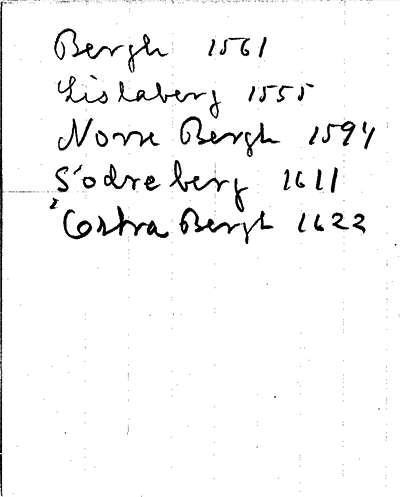 Bergh 1561
Lislaberg 1555
Norre Bergh 1594
Södreberg 1611
Östra Bergh 1622